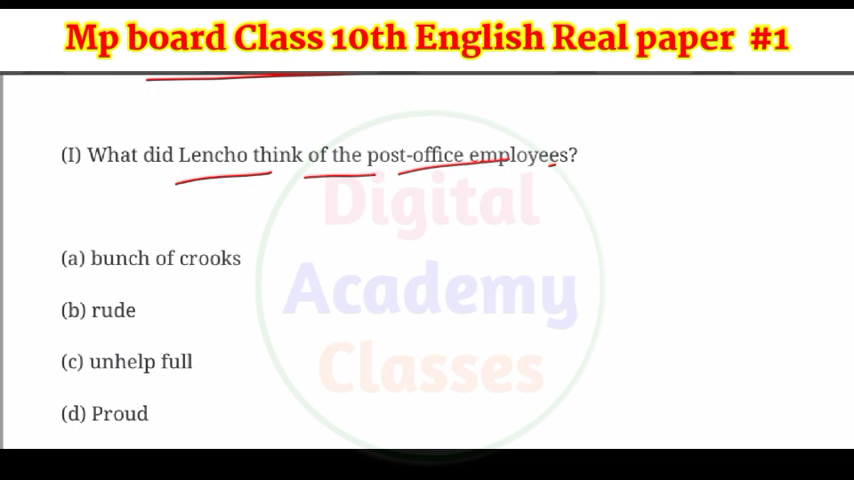 Mp board Class 10th English Real paper #1
(I) What did Lencho think of the post-office employees?
Digital
(a) bunch of crooks
Academy
(b) rude
(c) unhelp full
Classes
(d) Proud